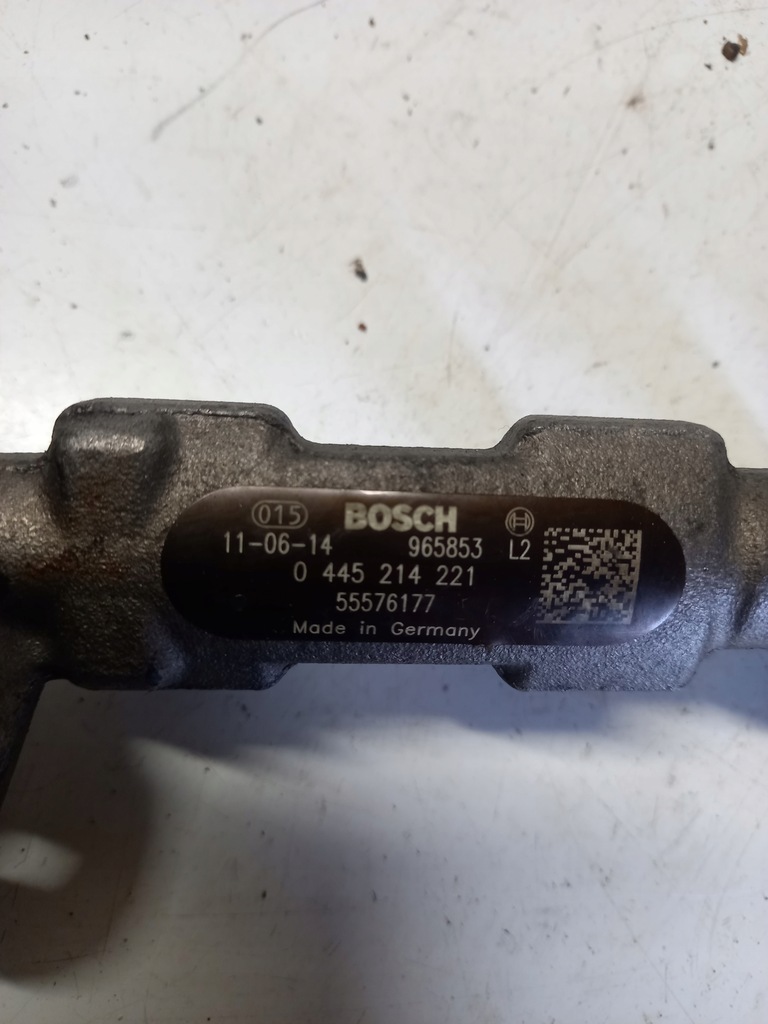 015 BOSCH
11-06-14 965853 L2
0 445 214 221
55576177
Made in Germany